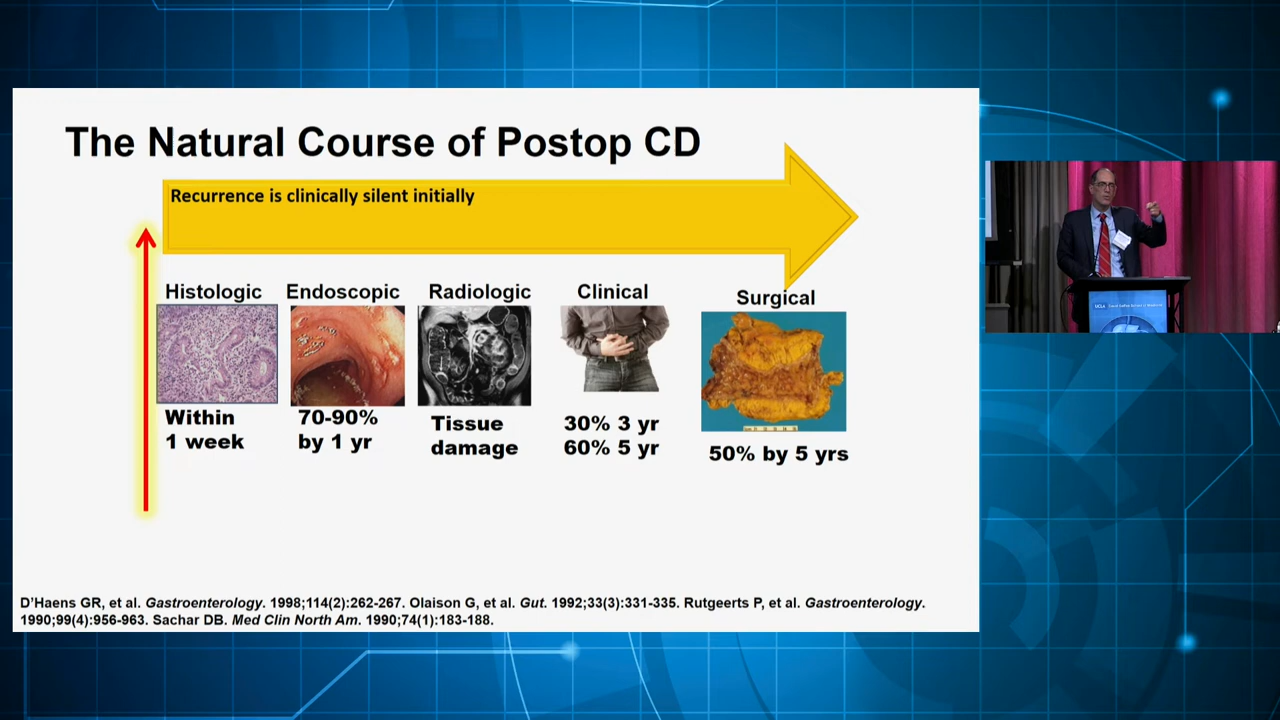 The Natural Course of Postop CD
Recurrence is clinically silent initially
Histologic
Endoscopic
Radiologic
Clinical
Surgical
Within
1 week
70-90%
by 1 yr
Tissue
damage
30% 3 yr
60% 5 yr
50% by 5 yrs
D'Haens GR, et al. Gastroenterology. 1998;114(2):262-267. Olaison G, et al. Gut. 1992;33(3):331-335. Rutgeerts P, et al. Gastroenterology.
1990;99(4):956-963. Sachar DB. Med Clin North Am. 1990;74(1):183-188.
UCLA